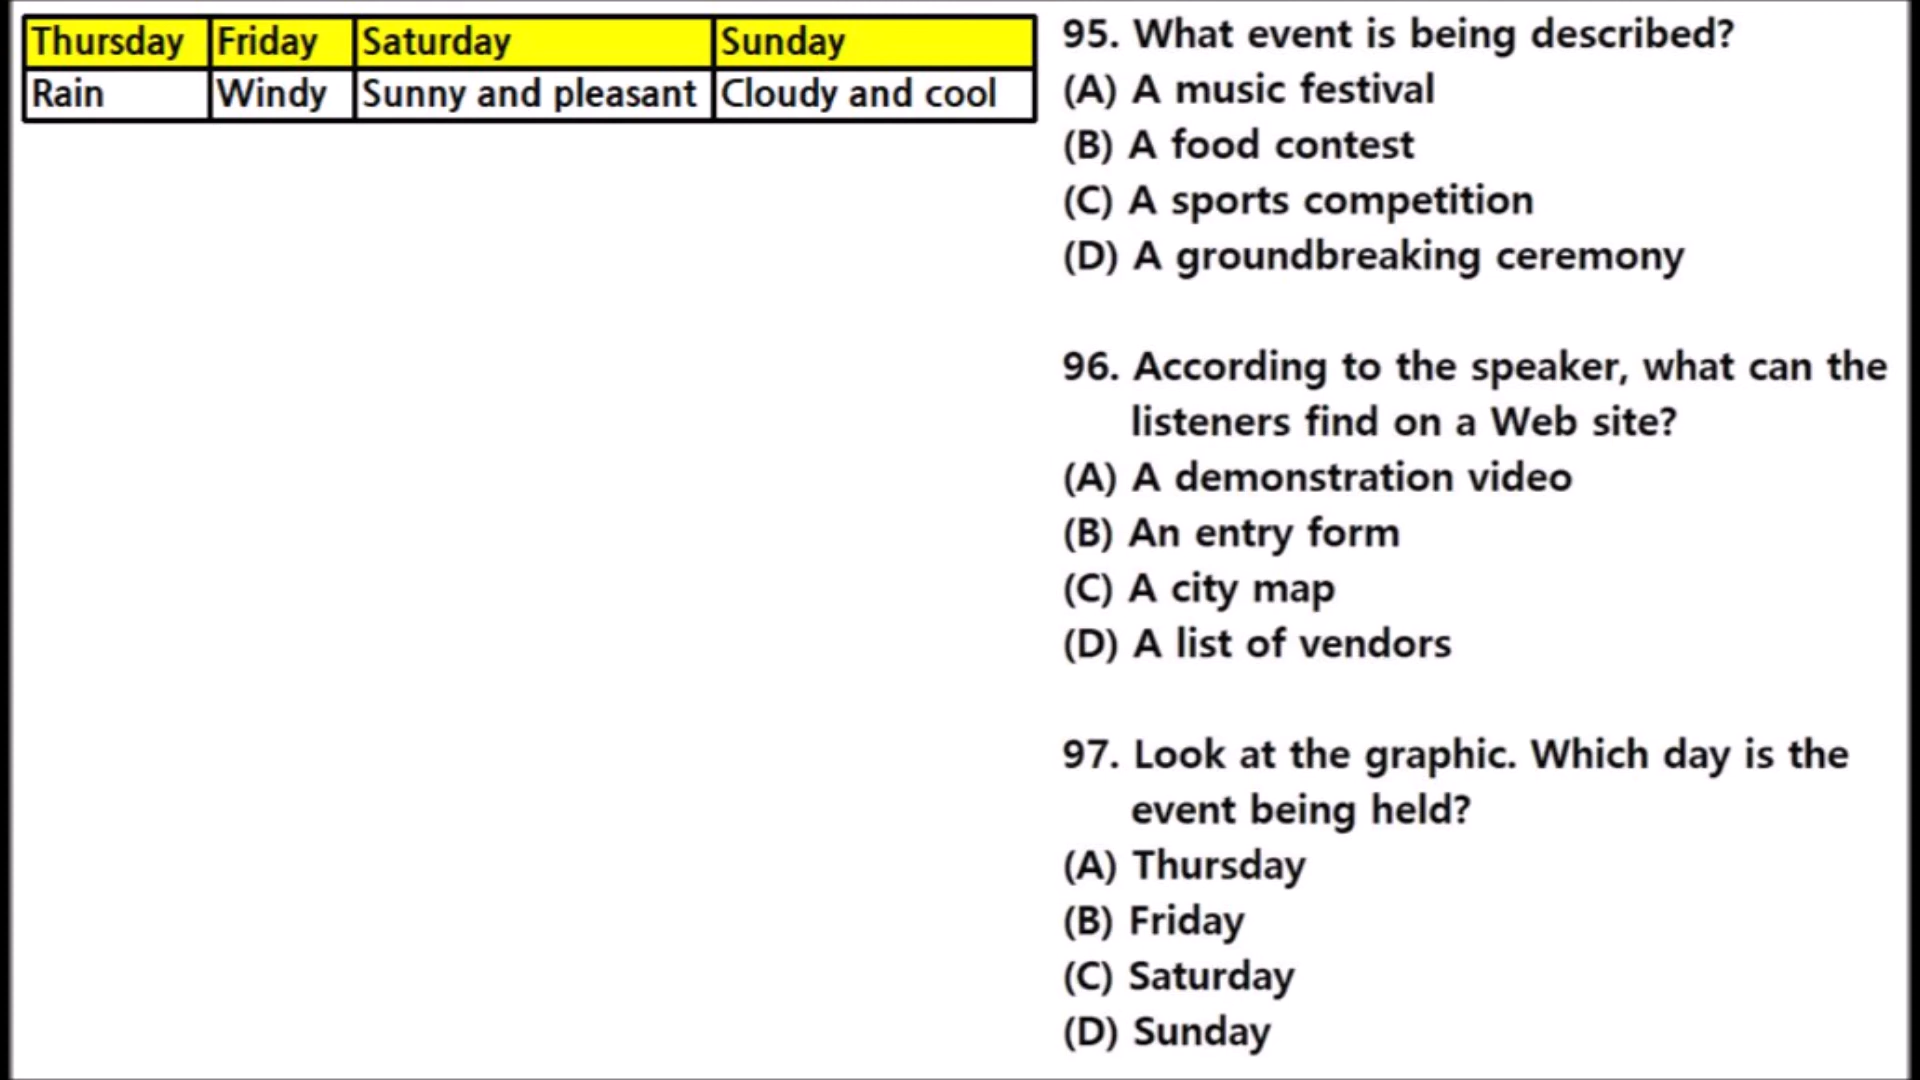 Thursday Friday Saturday Sunday
Rain Windy Sunny and pleasant Cloudy and cool
95. What event is being described?
(A) A music festival
(B) A food contest
(C) A sports competition
(D) A groundbreaking ceremony
96. According to the speaker, what can the
listeners find on a Web site?
(A) A demonstration video
(B) An entry form
(C) A city map
(D) A list of vendors
97. Look at the graphic. Which day is the
event being held?
(A) Thursday
(B) Friday
(C) Saturday
(D) Sunday